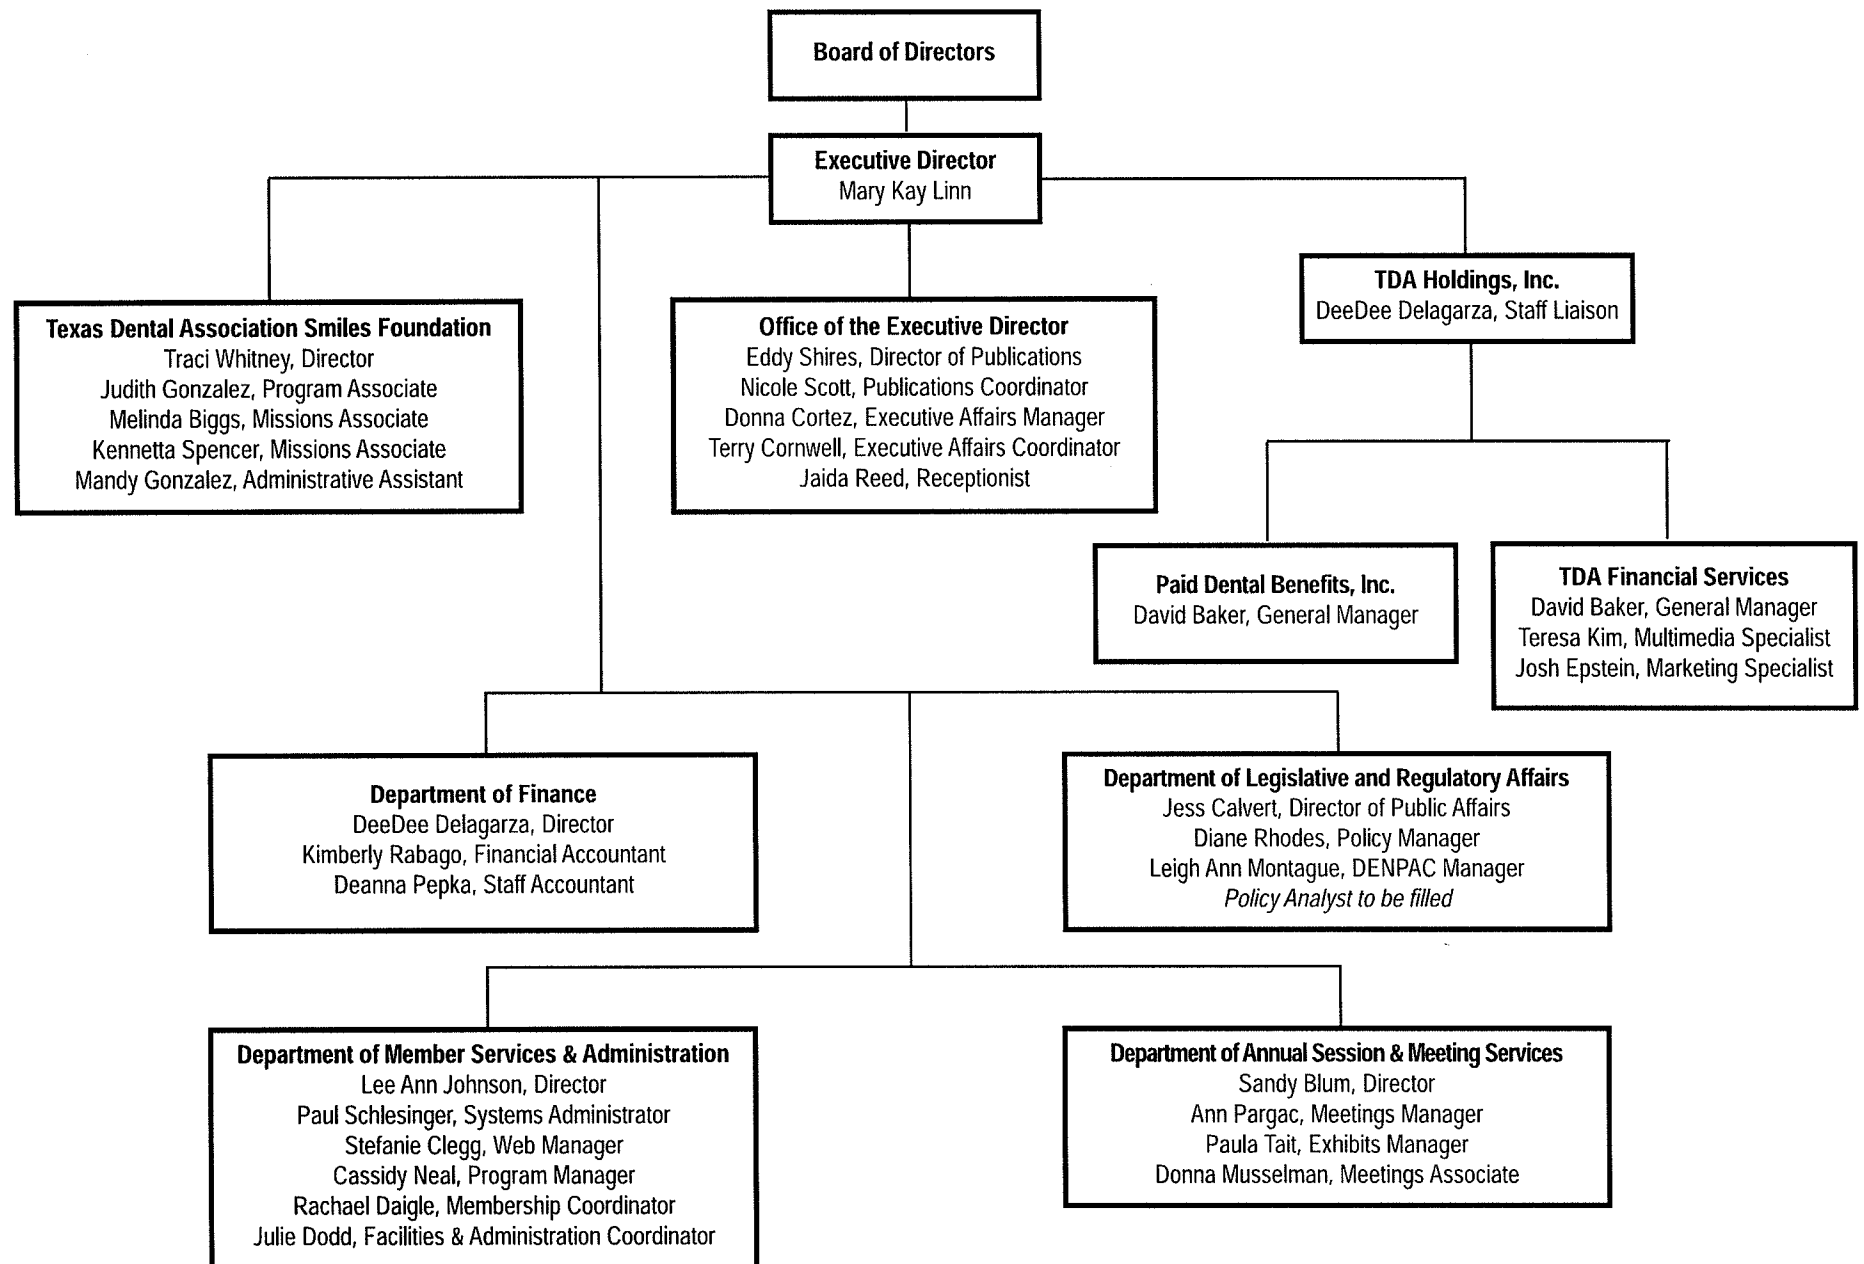 Board of Directors
Executive Director
Mary Kay Linn
TDA Holdings, Inc.
DeeDee Delagarza, Staff Liaison
Texas Dental Association Smiles Foundation
Traci Whitney, Director
Judith Gonzalez, Program Associate
Melinda Biggs, Missions Associate
Kennetta Spencer, Missions Associate
Mandy Gonzalez, Administrative Assistant
Office of the Executive Director
Eddy Shires, Director of Publications
Nicole Scott, Publications Coordinator
Donna Cortez, Executive Affairs Manager
Terry Cornwell, Executive Affairs Coordinator
Jaida Reed, Receptionist
Paid Dental Benefits, Inc.
David Baker, General Manager
TDA Financial Services
David Baker, General Manager
Teresa Kim, Multimedia Specialist
Josh Epstein, Marketing Specialist
Department of Finance
DeeDee Delagarza, Director
Kimberly Rabago, Financial Accountant
Deanna Pepka, Staff Accountant
Department of Legislative and Regulatory Affairs
Jess Calvert, Director of Public Affairs
Diane Rhodes, Policy Manager
Leigh Ann Montague, DENPAC Manager
Policy Analyst to be filled
Department of Member Services & Administration
Lee Ann Johnson, Director
Paul Schlesinger, Systems Administrator
Stefanie Clegg, Web Manager
Cassidy Neal, Program Manager
Rachael Daigle, Membership Coordinator
Julie Dodd, Facilities & Administration Coordinator
Department of Annual Session & Meeting Services
Sandy Blum, Director
Ann Pargac, Meetings Manager
Paula Tait, Exhibits Manager
Donna Musselman, Meetings Associate